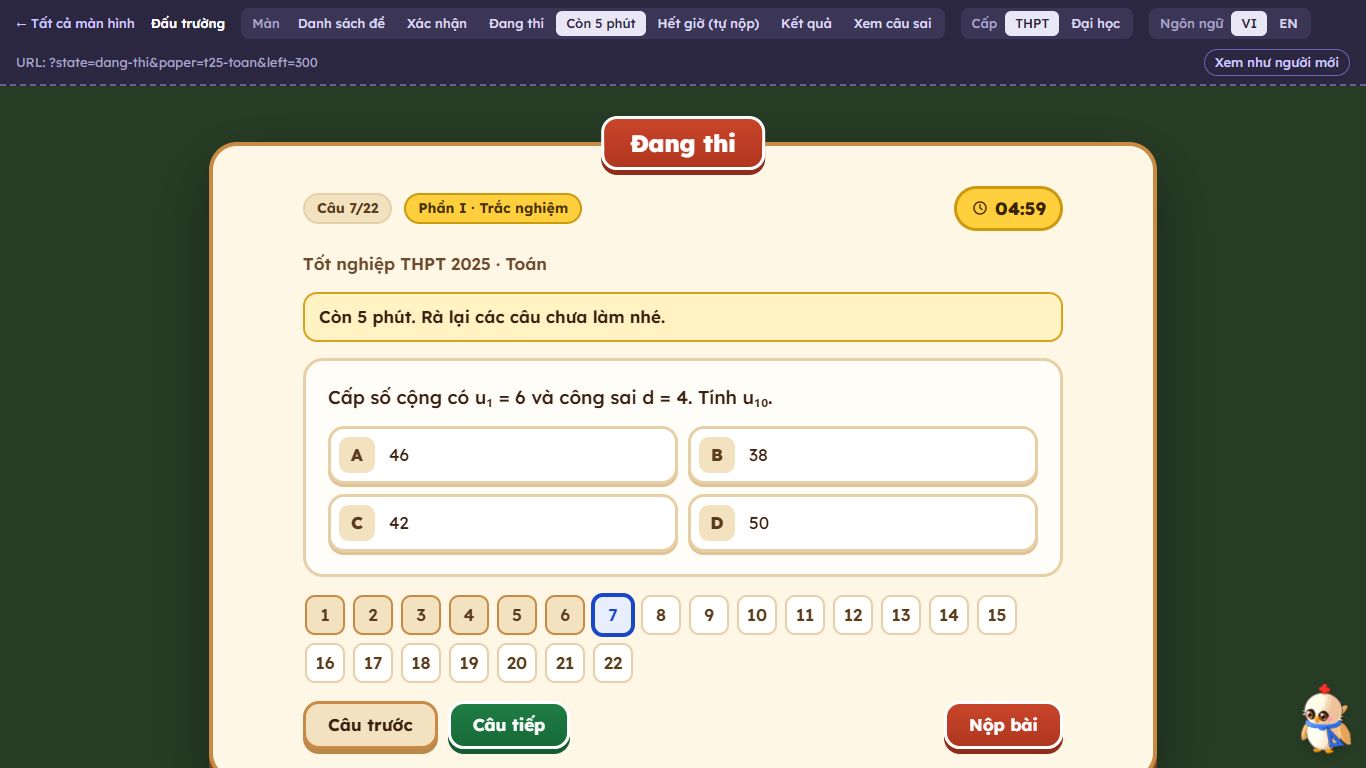 ← Tất cả màn hình Đấu trường Màn Danh sách đề Xác nhận Đang thi Còn 5 phút Hết giờ (tự nộp) Kết quả Xem câu sai Cấp THPT Đại học Ngôn ngữ VI EN
URL: ?state=dang-thi&paper=t25-toan&left=300 Xem như người mới
Đang thi
Câu 7/22 Phần I · Trắc nghiệm 04:59
Tốt nghiệp THPT 2025 · Toán
Còn 5 phút. Rà lại các câu chưa làm nhé.
Cấp số cộng có u₁ = 6 và công sai d = 4. Tính u₁₀.
A 46 B 38
C 42 D 50
1 2 3 4 5 6 7 8 9 10 11 12 13 14 15
16 17 18 19 20 21 22
Câu trước Câu tiếp Nộp bài